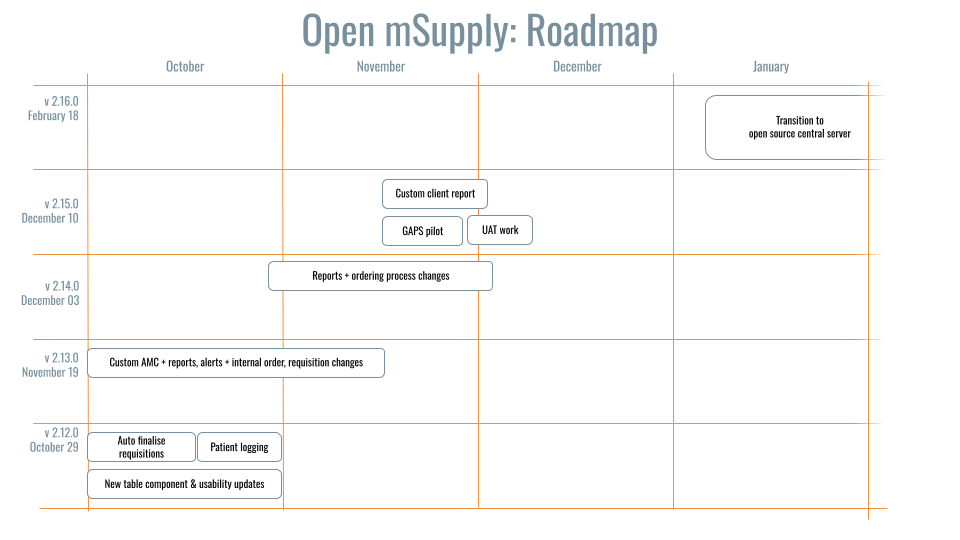 Open mSupply: Roadmap
October
November
December
January
v 2.16.0
February 18
Transition to
open source central server
v 2.15.0
December 10
Custom client report
GAPS pilot
UAT work
v 2.14.0
December 03
Reports + ordering process changes
v 2.13.0
November 19
Custom AMC + reports, alerts + internal order, requisition changes
v 2.12.0
October 29
Auto finalise
requisitions
Patient logging
New table component & usability updates